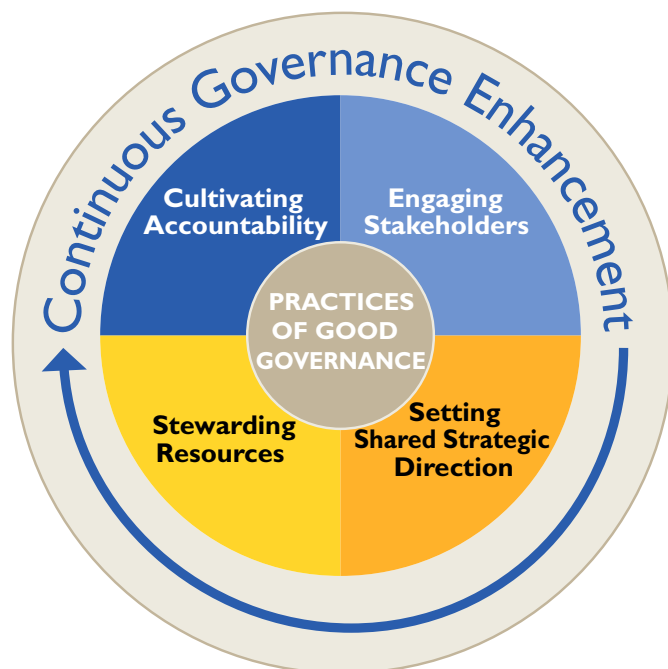 Continuous Governance Enhancement
Cultivating
Accountability
Engaging
Stakeholders
PRACTICES
OF GOOD
GOVERNANCE
Stewarding
Resources
Setting
Shared Strategic
Direction